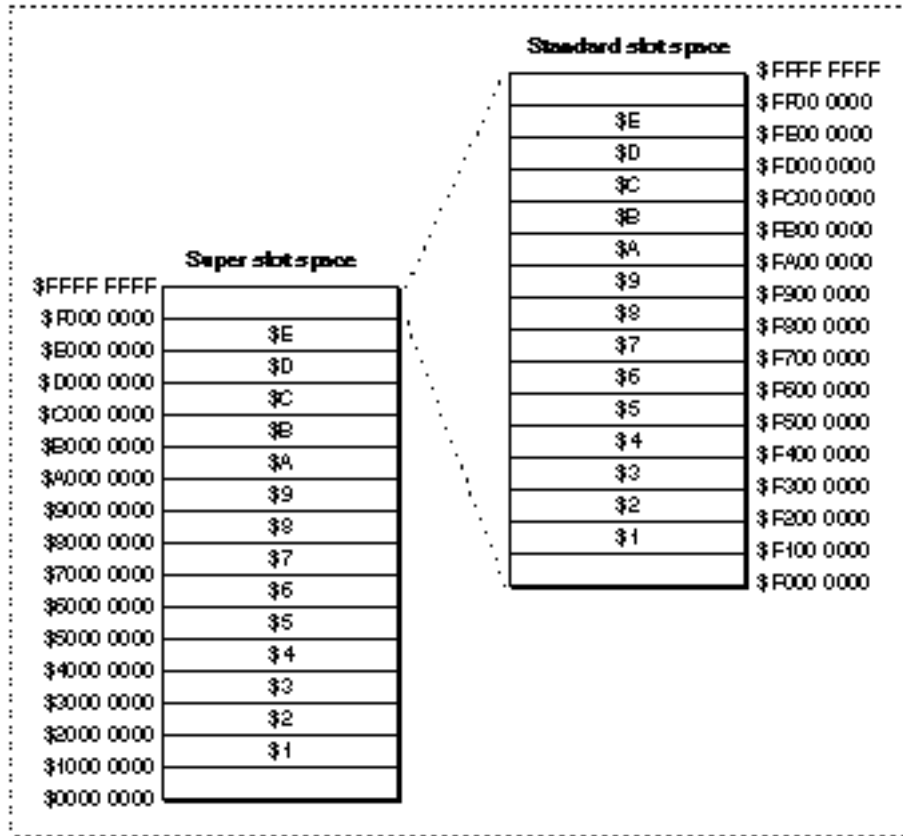 Standard slot space
$FFFF FFFF
$FF00 0000
$E
$FE00 0000
$D
$FD00 0000
$C
$FC00 0000
$B
$FB00 0000
$A
$FA00 0000
$9
$F900 0000
$8
$F800 0000
$7
$F700 0000
$6
$F600 0000
$5
$F500 0000
$4
$F400 0000
$3
$F300 0000
$2
$F200 0000
$1
$F100 0000
$F000 0000
Super slot space
$FFFF FFFF
$F000 0000
$E
$E000 0000
$D
$D000 0000
$C
$C000 0000
$B
$B000 0000
$A
$A000 0000
$9
$9000 0000
$8
$8000 0000
$7
$7000 0000
$6
$6000 0000
$5
$5000 0000
$4
$4000 0000
$3
$3000 0000
$2
$2000 0000
$1
$1000 0000
$0000 0000